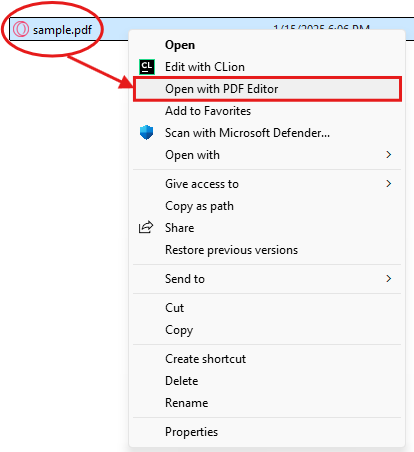 sample.pdf 1/15/2025 6:06 PM
Open
CL Edit with CLion
Open with PDF Editor
Add to Favorites
Scan with Microsoft Defender...
Open with
Give access to
Copy as path
Share
Restore previous versions
Send to
Cut
Copy
Create shortcut
Delete
Rename
Properties